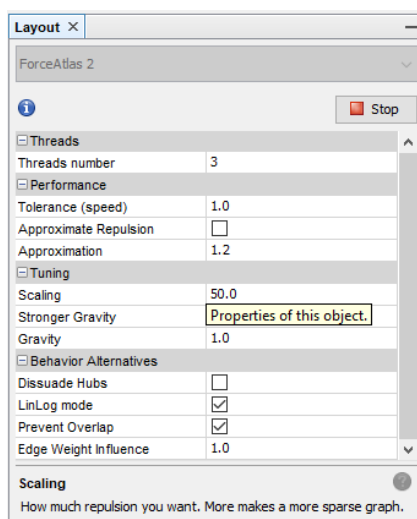 Layout ×
ForceAtlas 2
Stop
Threads
Threads number 3
Performance
Tolerance (speed) 1.0
Approximate Repulsion
Approximation 1.2
Tuning
Scaling 50.0
Stronger Gravity Properties of this object.
Gravity 1.0
Behavior Alternatives
Dissuade Hubs
LinLog mode
Prevent Overlap
Edge Weight Influence 1.0
Scaling
How much repulsion you want. More makes a more sparse graph.